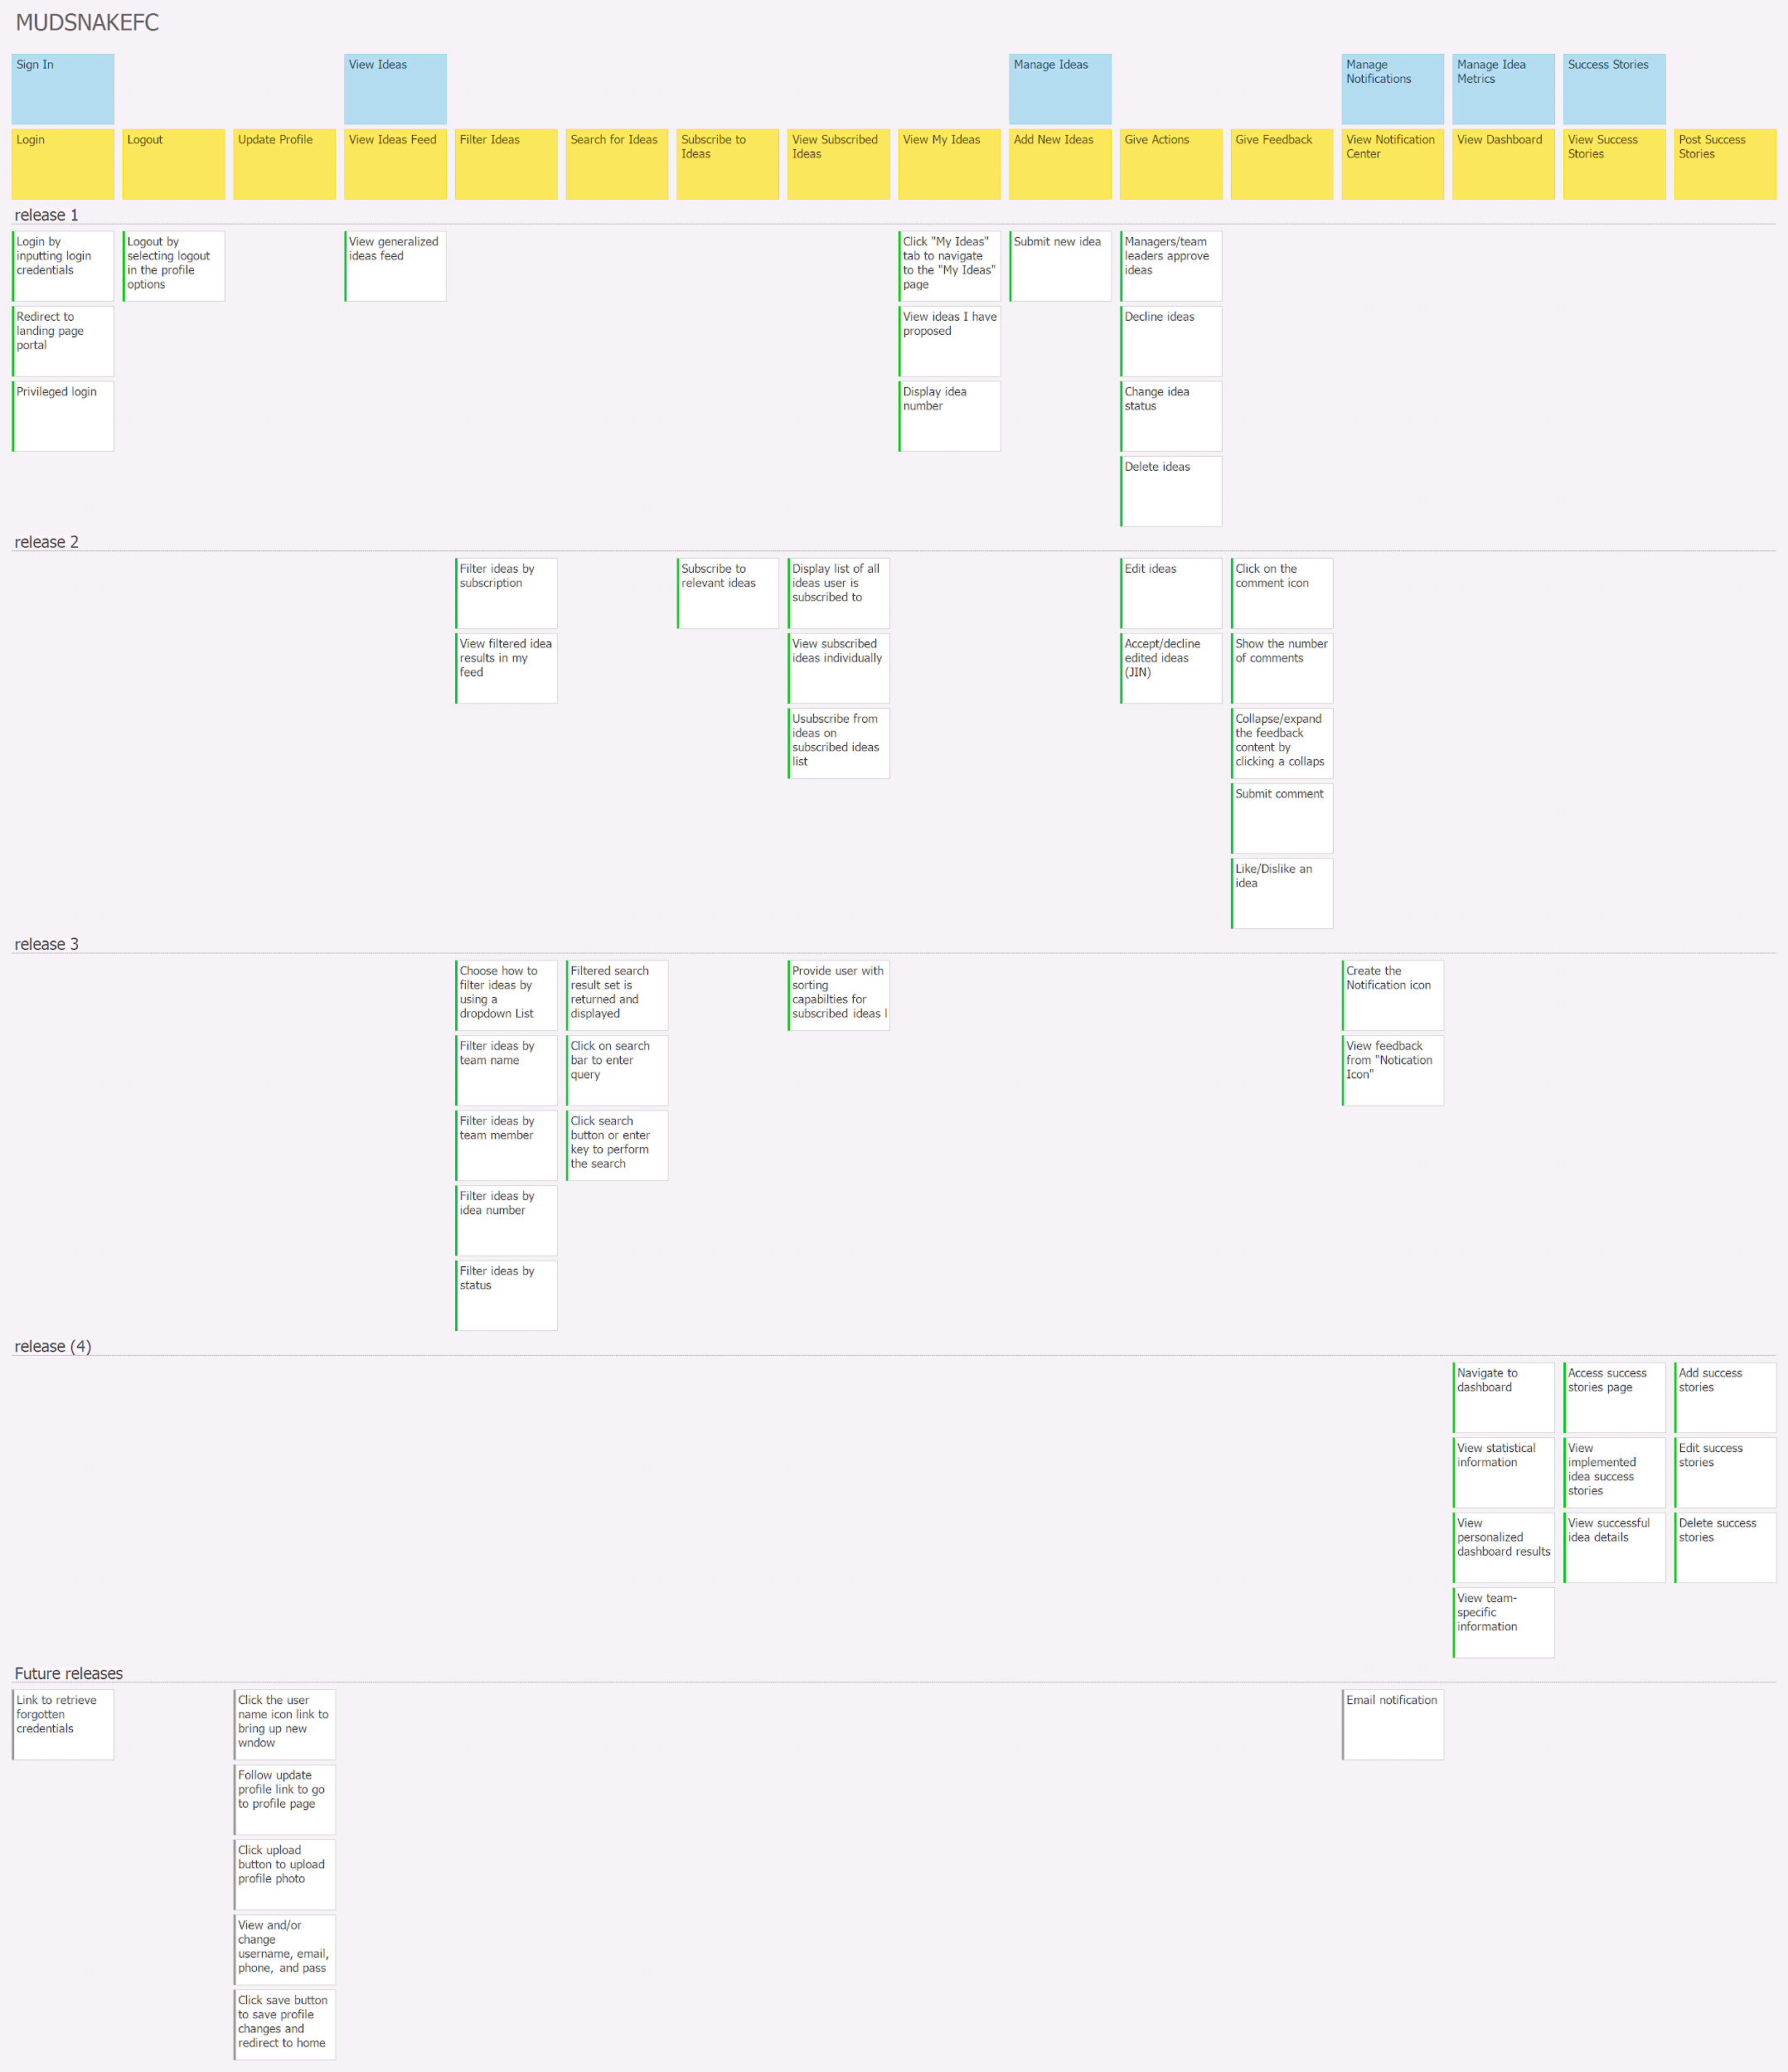 MUDSNAKEFC
Sign In
View Ideas
Manage Ideas
Manage
Notifications
Manage Idea
Metrics
Success Stories
Login
Logout
Update Profile
View Ideas Feed
Filter Ideas
Search for Ideas
Subscribe to
Ideas
View Subscribed
Ideas
View My Ideas
Add New Ideas
Give Actions
Give Feedback
View Notification
Center
View Dashboard
View Success
Stories
Post Success
Stories
release 1
Login by
inputting login
credentials
Redirect to
landing page
portal
Privileged login
Logout by
selecting logout
in the profile
options
View generalized
ideas feed
Click "My Ideas"
tab to navigate
to the "My Ideas"
page
View ideas I have
proposed
Display idea
number
Submit new idea
Managers/team
leaders approve
ideas
Decline ideas
Change idea
status
Delete ideas
release 2
Filter ideas by
subscription
View filtered idea
results in my
feed
Subscribe to
relevant ideas
Display list of all
ideas user is
subscribed to
View subscribed
ideas individually
Usubscribe from
ideas on
subscribed ideas
list
Edit ideas
Accept/decline
edited ideas
(JIN)
Click on the
comment icon
Show the number
of comments
Collapse/expand
the feedback
content by
clicking a collaps
Submit comment
Like/Dislike an
idea
release 3
Choose how to
filter ideas by
using a
dropdown List
Filter ideas by
team name
Filter ideas by
team member
Filter ideas by
idea number
Filter ideas by
status
Filtered search
result set is
returned and
displayed
Click on search
bar to enter
query
Click search
button or enter
key to perform
the search
Provide user with
sorting
capabilties for
subscribed ideas l
Create the
Notification icon
View feedback
from "Notication
Icon"
release (4)
Navigate to
dashboard
View statistical
information
View
personalized
dashboard results
View team-
specific
information
Access success
stories page
View
implemented
idea success
stories
View successful
idea details
Add success
stories
Edit success
stories
Delete success
stories
Future releases
Link to retrieve
forgotten
credentials
Click the user
name icon link to
bring up new
wndow
Follow update
profile link to go
to profile page
Click upload
button to upload
profile photo
View and/or
change
username, email,
phone, and pass
Click save button
to save profile
changes and
redirect to home
Email notification